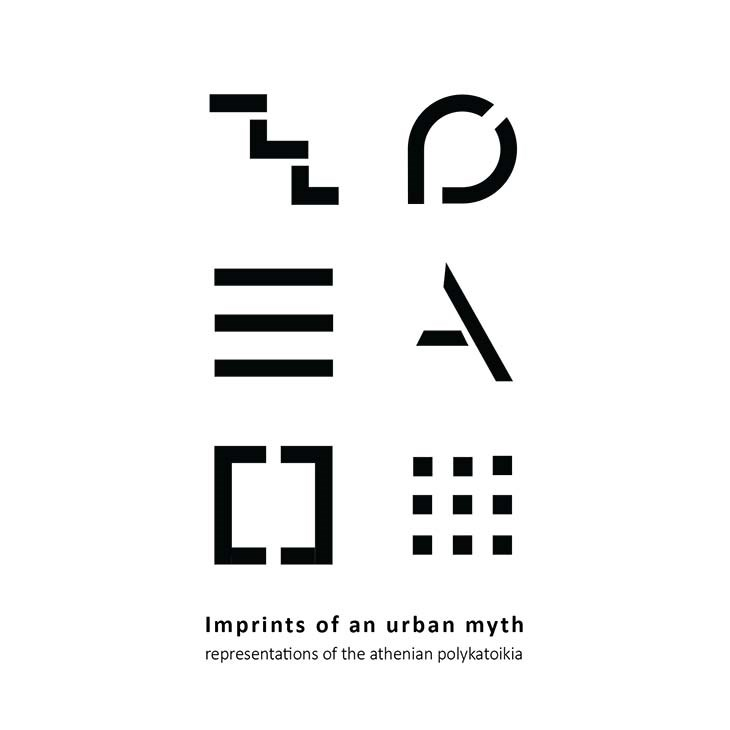 Imprints of an urban myth
representations of the athenian polykatoikia